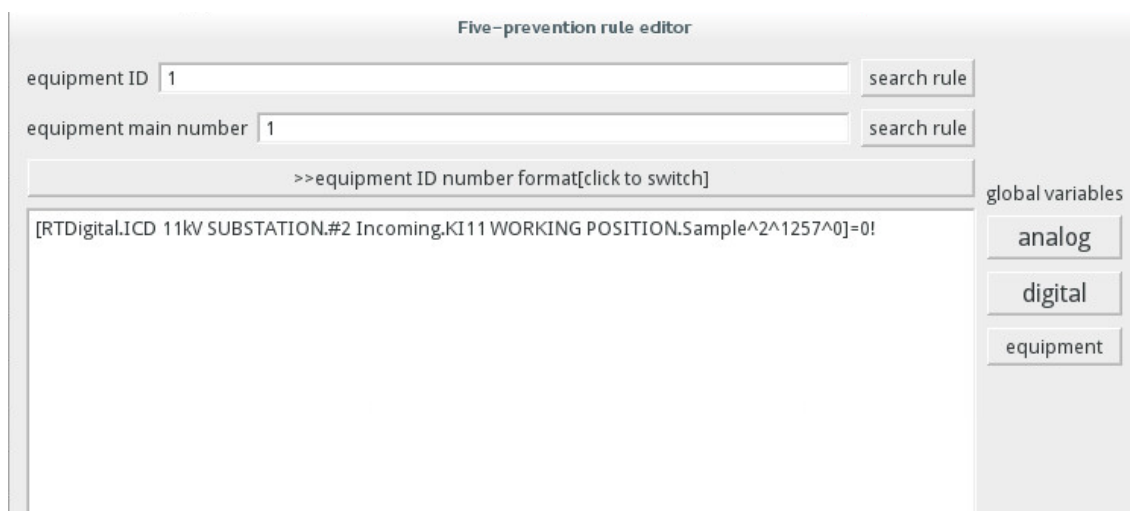 Five-prevention rule editor
equipment ID 1 search rule
equipment main number 1 search rule
>>equipment ID number format[click to switch]
global variables
[RTDigital.ICD 11kV SUBSTATION.#2 Incoming.KI11 WORKING POSITION.Sample^2^1257^0]=0!
analog
digital
equipment